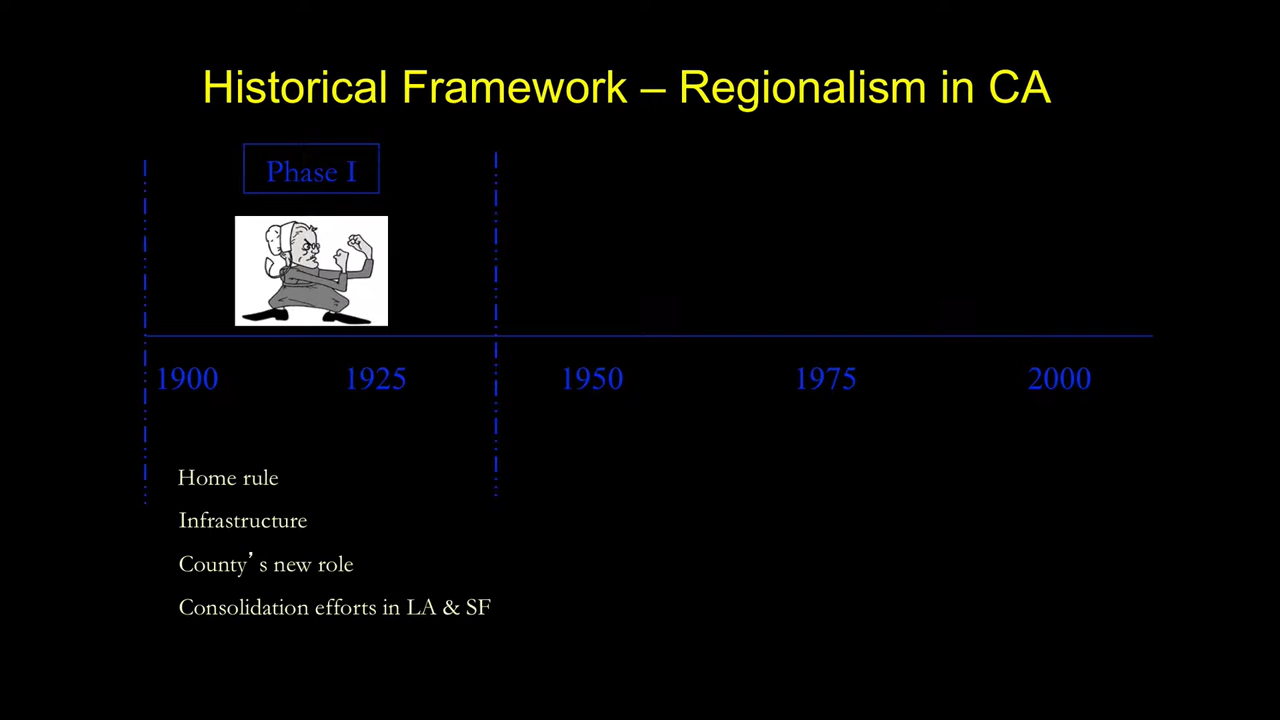 Historical Framework – Regionalism in CA
Phase I
1900 1925 1950 1975 2000
Home rule
Infrastructure
County’s new role
Consolidation efforts in LA & SF